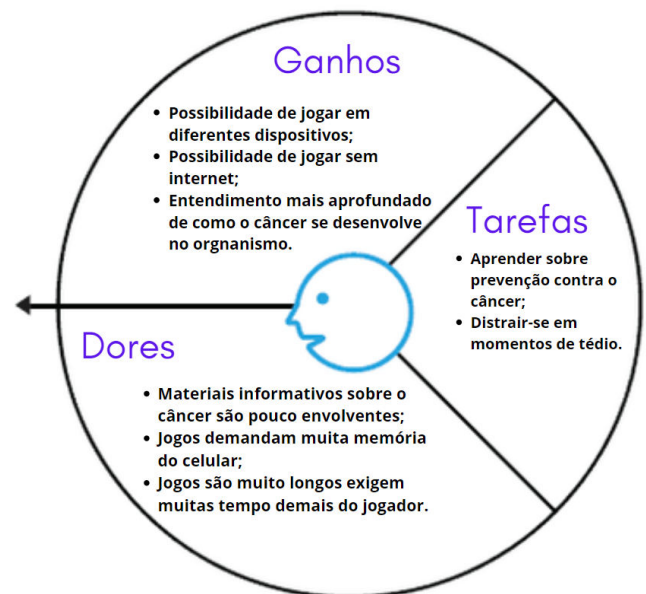 Ganhos
• Possibilidade de jogar em
diferentes dispositivos;
• Possibilidade de jogar sem
internet;
• Entendimento mais aprofundado
de como o câncer se desenvolve
no orgnanismo.
Tarefas
• Aprender sobre
prevenção contra o
câncer;
• Distrair-se em
momentos de tédio.
Dores
• Materiais informativos sobre o
câncer são pouco envolventes;
• Jogos demandam muita memória
do celular;
• Jogos são muito longos exigem
muitas tempo demais do jogador.